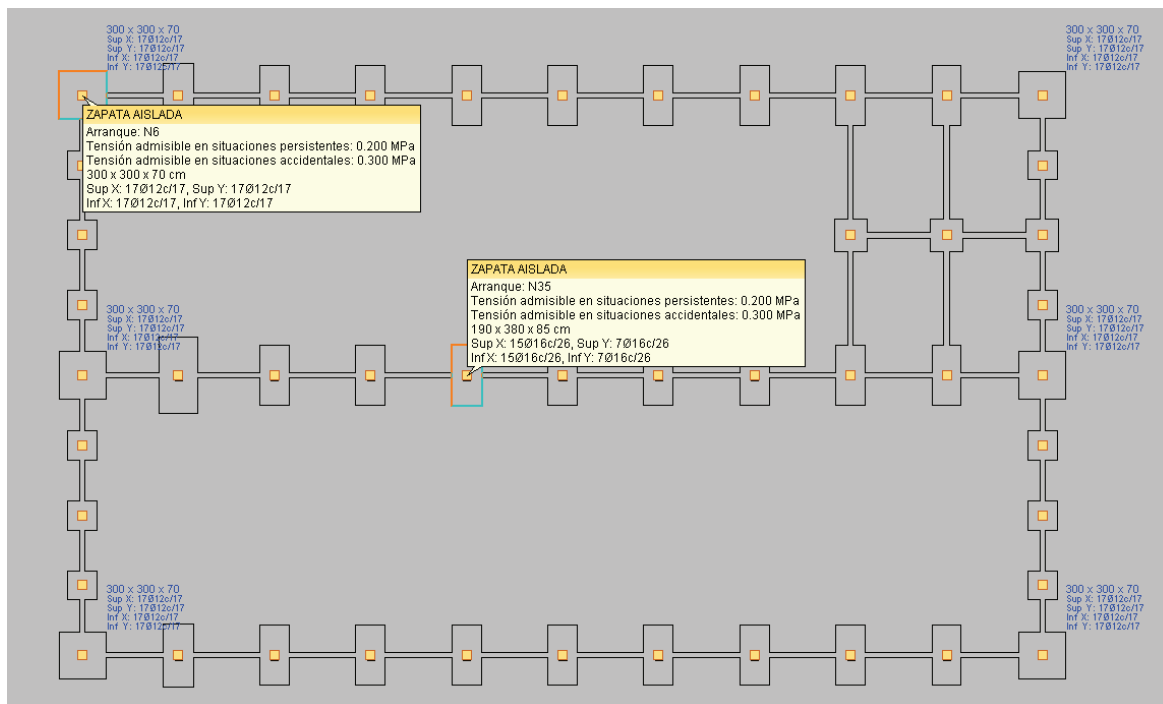 300 x 300 x 70
Sup X: 17Ø12c/17
Sup Y: 17Ø12c/17
Inf X: 17Ø12c/17
Inf Y: 17Ø12c/17
300 x 300 x 70
Sup X: 17Ø12c/17
Sup Y: 17Ø12c/17
Inf X: 17Ø12c/17
Inf Y: 17Ø12c/17
ZAPATA AISLADA
Arranque: N6
Tensión admisible en situaciones persistentes: 0.200 MPa
Tensión admisible en situaciones accidentales: 0.300 MPa
300 x 300 x 70 cm
Sup X: 17Ø12c/17, Sup Y: 17Ø12c/17
Inf X: 17Ø12c/17, Inf Y: 17Ø12c/17
ZAPATA AISLADA
Arranque: N35
Tensión admisible en situaciones persistentes: 0.200 MPa
Tensión admisible en situaciones accidentales: 0.300 MPa
190 x 380 x 85 cm
Sup X: 15Ø16c/26, Sup Y: 7Ø16c/26
Inf X: 15Ø16c/26, Inf Y: 7Ø16c/26
300 x 300 x 70
Sup X: 17Ø12c/17
Sup Y: 17Ø12c/17
Inf X: 17Ø12c/17
Inf Y: 17Ø12c/17
300 x 300 x 70
Sup X: 17Ø12c/17
Sup Y: 17Ø12c/17
Inf X: 17Ø12c/17
Inf Y: 17Ø12c/17
300 x 300 x 70
Sup X: 17Ø12c/17
Sup Y: 17Ø12c/17
Inf X: 17Ø12c/17
Inf Y: 17Ø12c/17
300 x 300 x 70
Sup X: 17Ø12c/17
Sup Y: 17Ø12c/17
Inf X: 17Ø12c/17
Inf Y: 17Ø12c/17